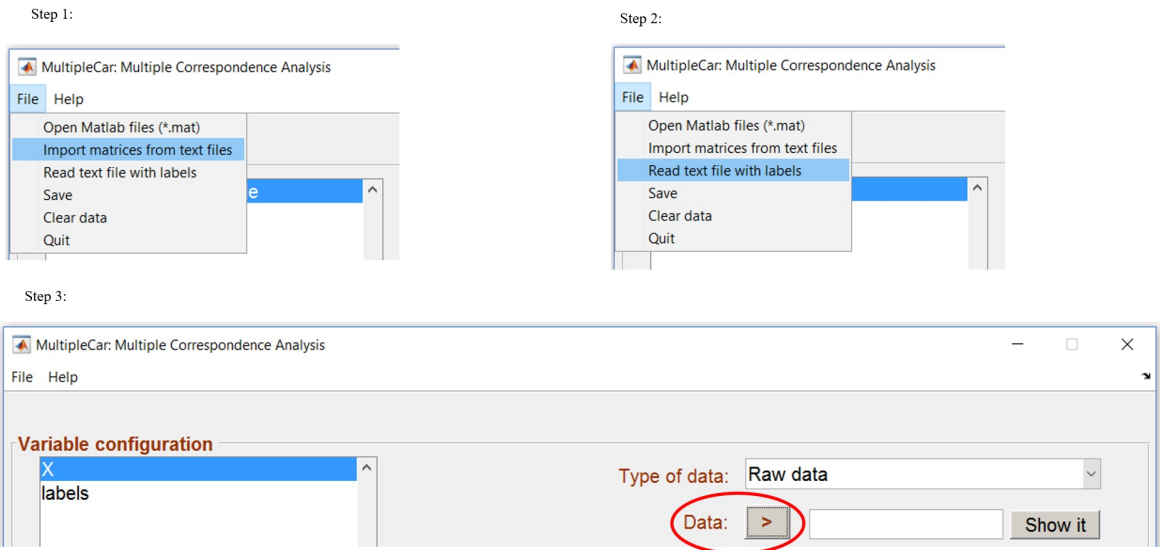 Step 1:
MultipleCar: Multiple Correspondence Analysis
File Help
Open Matlab files (*.mat)
Import matrices from text files
Read text file with labels
e
Save
Clear data
Quit
Step 2:
MultipleCar: Multiple Correspondence Analysis
File Help
Open Matlab files (*.mat)
Import matrices from text files
Read text file with labels
Save
Clear data
Quit
Step 3:
MultipleCar: Multiple Correspondence Analysis
File Help
Variable configuration
X
labels
Type of data: Raw data
Data: > Show it